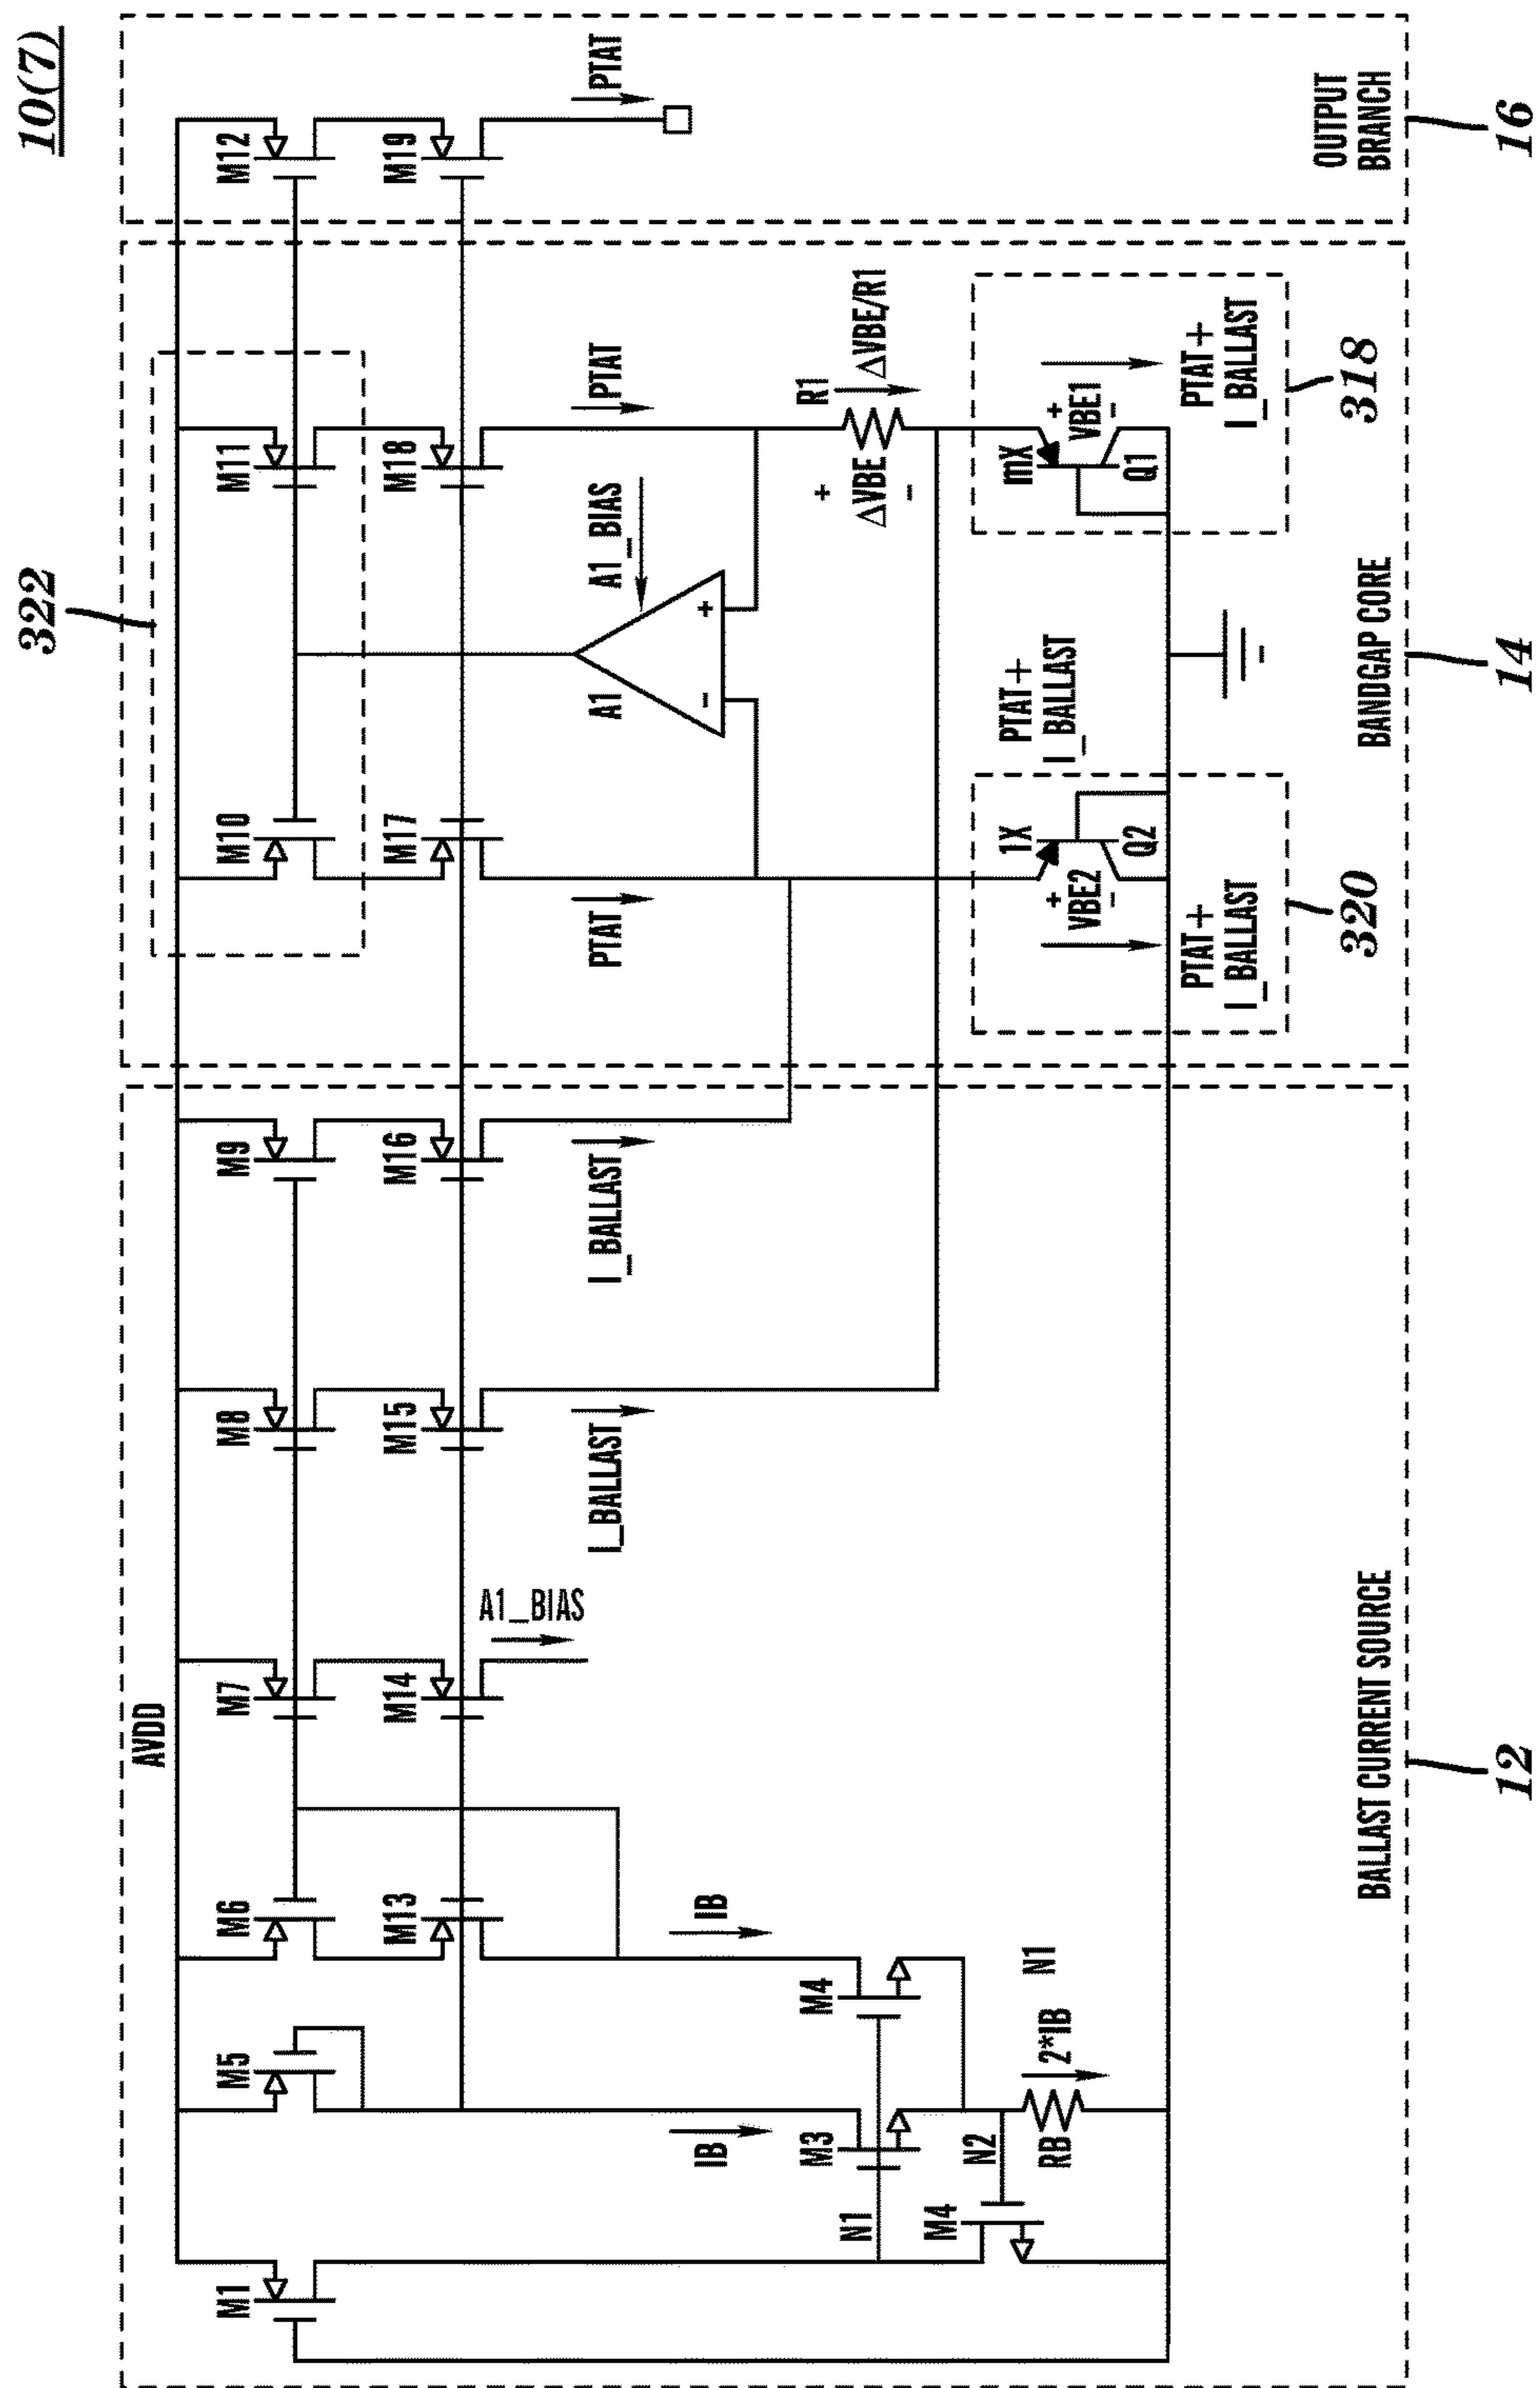 10(7)
322
AVDD
M1
M5
M6
M7
M8
M9
M10
M11
M12
M13
M14
M15
M16
M17
M18
M19
A1_BIAS
I_BALLAST
I_BALLAST
PTAT
PTAT
PTAT
A1
A1_BIAS
-
+
IB
IB
M3
M4
N1
M4
N2
RB
2*IB
N1
R1
+
ΔVBE
-
ΔVBE/R1
1X
+
VBE2
-
Q2
PTAT+
I_BALLAST
PTAT+
I_BALLAST
mX
+
VBE1
-
Q1
PTAT+
I_BALLAST
320
318
BALLAST CURRENT SOURCE
BANDGAP CORE
OUTPUT
BRANCH
12
14
16